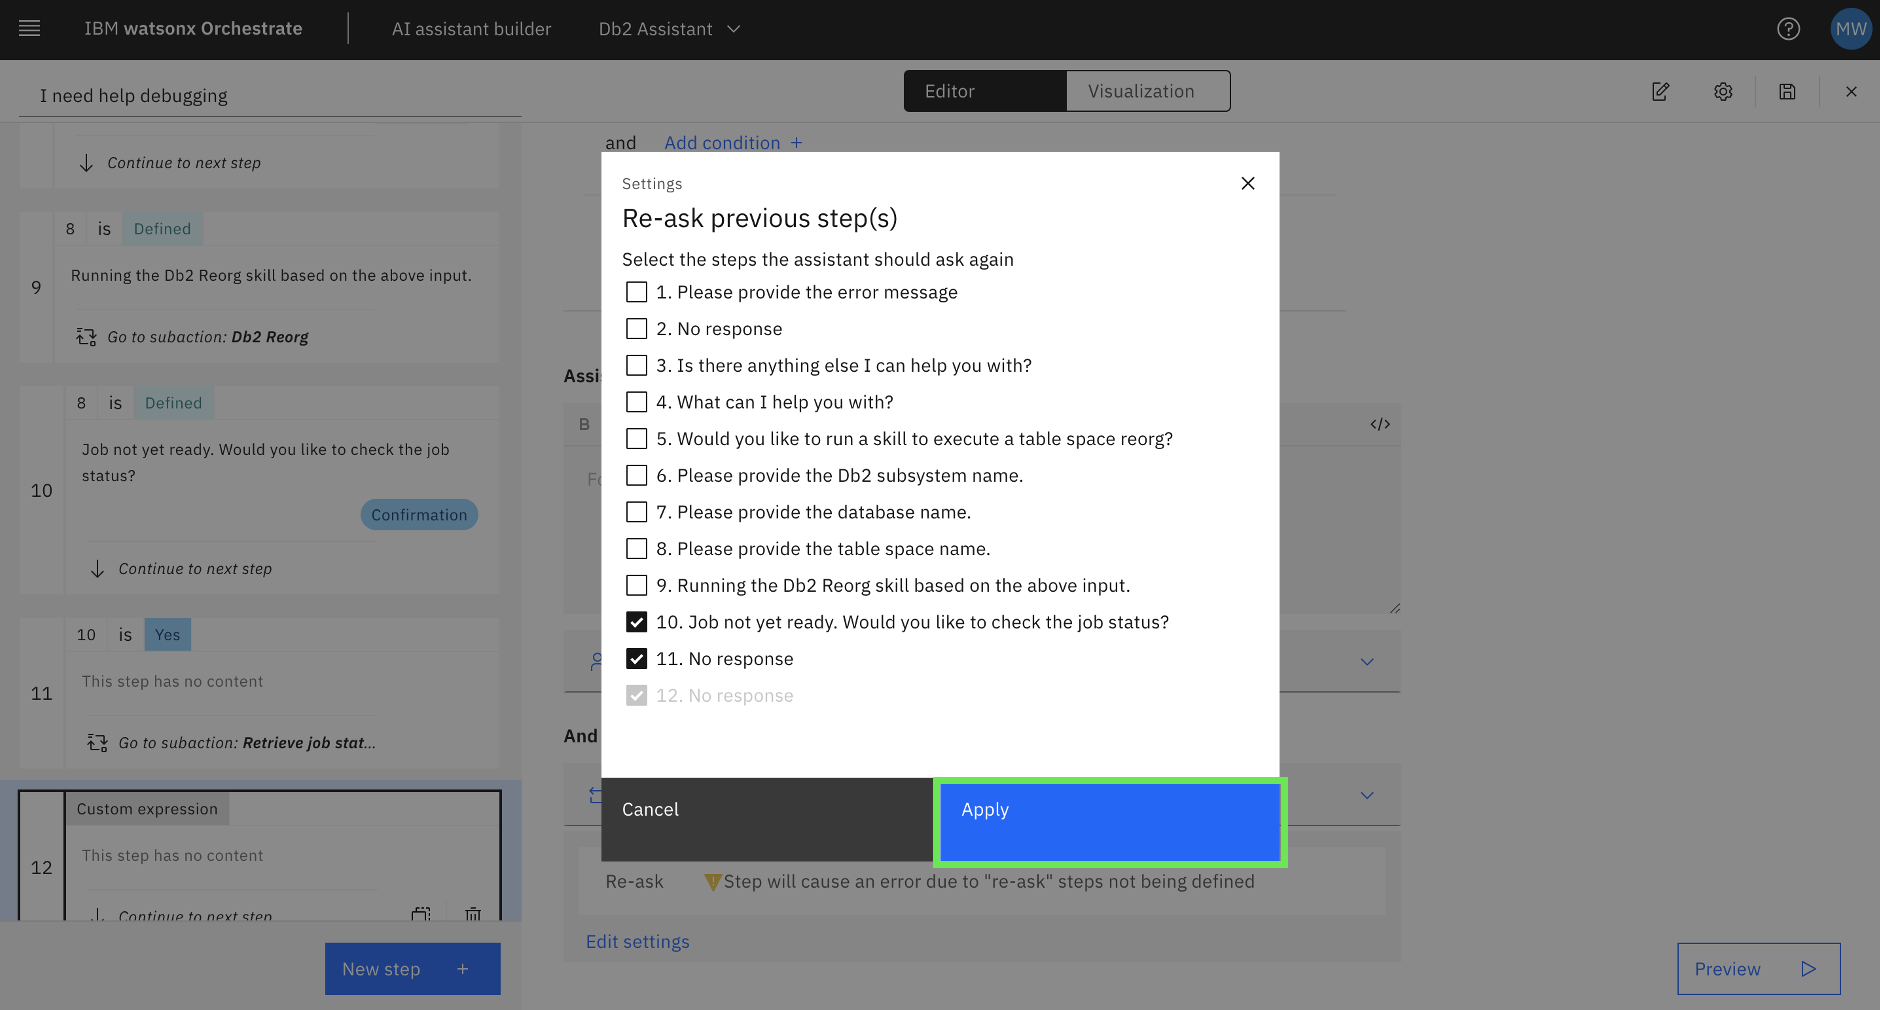 IBM watsonx Orchestrate
AI assistant builder
Db2 Assistant
MW
I need help debugging
Editor
Visualization
Continue to next step
8 is Defined
9
Running the Db2 Reorg skill based on the above input.
Go to subaction: Db2 Reorg
8 is Defined
10
Job not yet ready. Would you like to check the job
status?
Confirmation
Continue to next step
10 is Yes
11
This step has no content
Go to subaction: Retrieve job stat...
Custom expression
12
This step has no content
Continue to next step
New step +
and Add condition +
Assis
B
</>
And
Settings
Re-ask previous step(s)
Select the steps the assistant should ask again
1. Please provide the error message
2. No response
3. Is there anything else I can help you with?
4. What can I help you with?
5. Would you like to run a skill to execute a table space reorg?
6. Please provide the Db2 subsystem name.
7. Please provide the database name.
8. Please provide the table space name.
9. Running the Db2 Reorg skill based on the above input.
10. Job not yet ready. Would you like to check the job status?
11. No response
12. No response
Cancel
Apply
Re-ask Step will cause an error due to "re-ask" steps not being defined
Edit settings
Preview